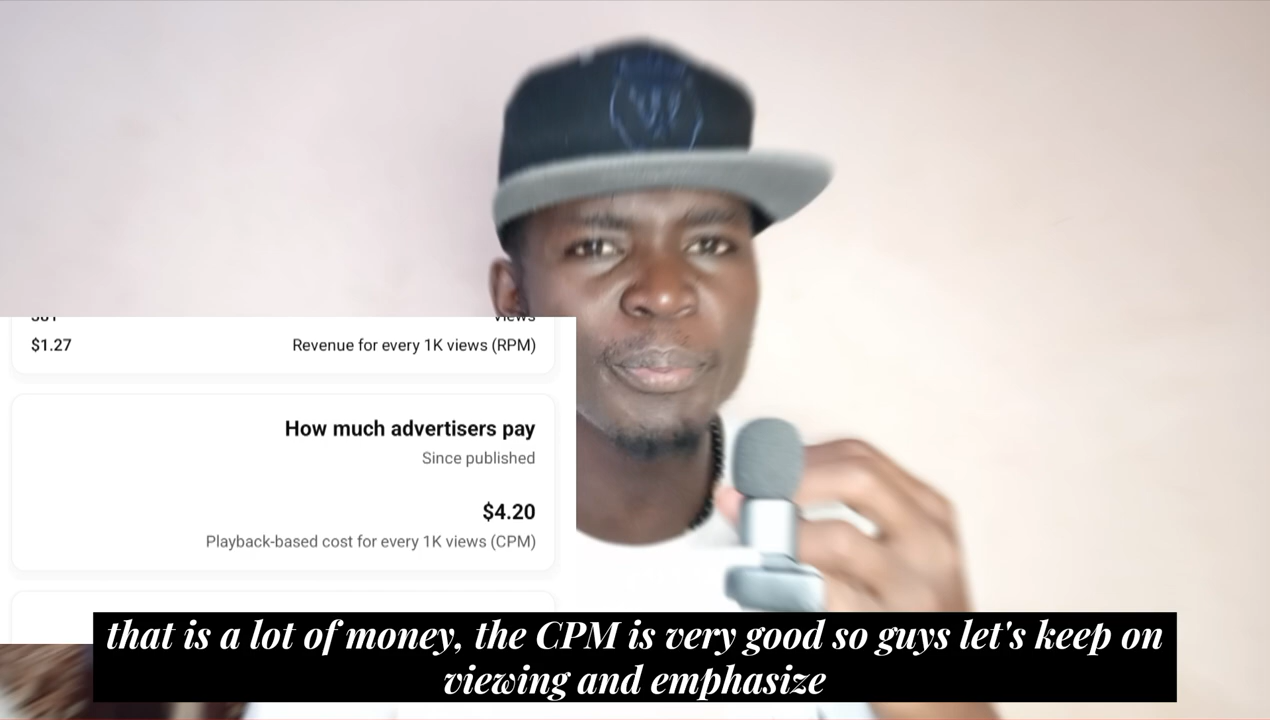 views
$1.27 Revenue for every 1K views (RPM)
How much advertisers pay
Since published
$4.20
Playback-based cost for every 1K views (CPM)
that is a lot of money, the CPM is very good so guys let's keep on
viewing and emphasize